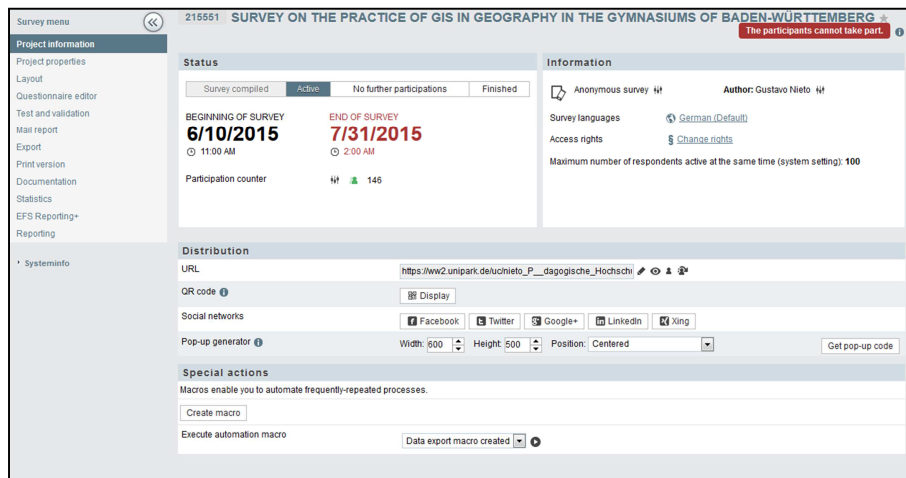 Survey menu
215551 SURVEY ON THE PRACTICE OF GIS IN GEOGRAPHY IN THE GYMNASIUMS OF BADEN-WÜRTTEMBERG
The participants cannot take part.
Project information
Project properties
Layout
Questionnaire editor
Test and validation
Mail report
Export
Print version
Documentation
Statistics
EFS Reporting+
Reporting
Systeminfo
Status
Survey compiled Active No further participations Finished
BEGINNING OF SURVEY END OF SURVEY
6/10/2015 7/31/2015
11:00 AM 2:00 AM
Participation counter 146
Information
Anonymous survey Author: Gustavo Nieto
Survey languages German (Default)
Access rights § Change rights
Maximum number of respondents active at the same time (system setting): 100
Distribution
URL https://ww2.unipark.de/uc/nieto_P__dagogische_Hochschu
QR code Display
Social networks Facebook Twitter Google+ LinkedIn Xing
Pop-up generator Width: 600 Height: 500 Position: Centered Get pop-up code
Special actions
Macros enable you to automate frequently-repeated processes.
Create macro
Execute automation macro Data export macro created